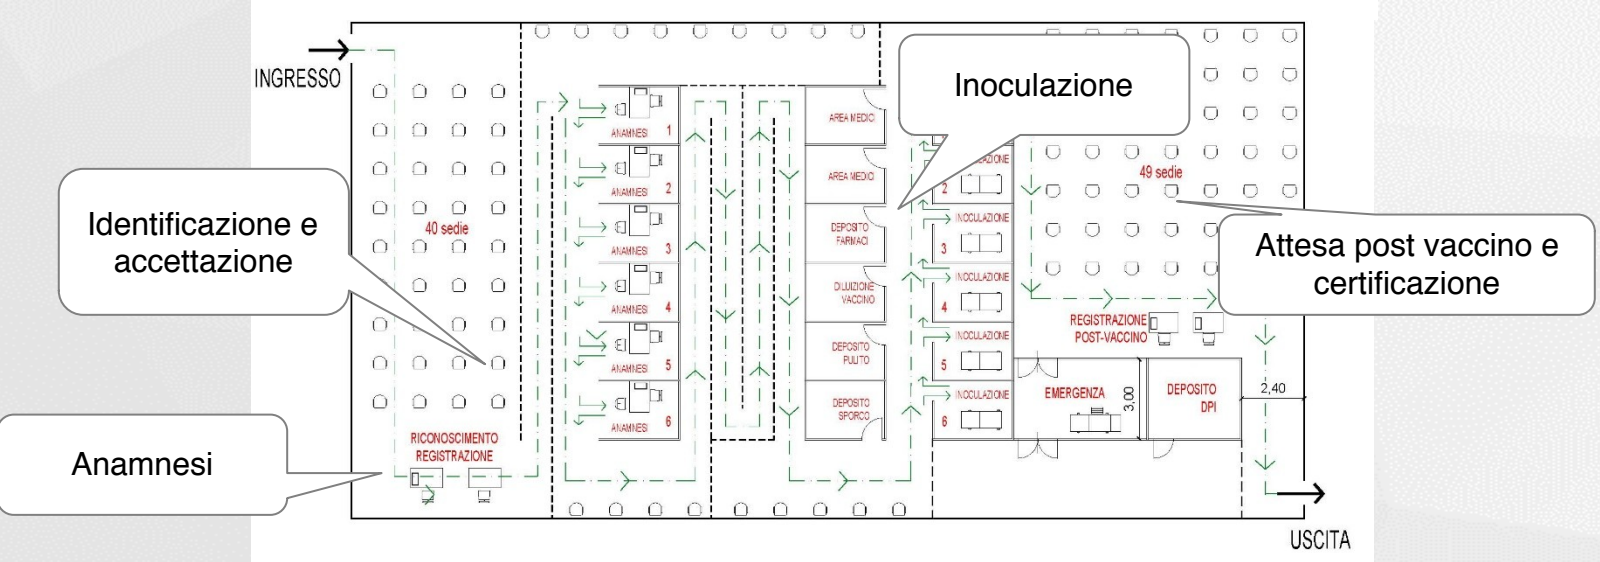 INGRESSO
Identificazione e
accettazione
Anamnesi
40 sedie
RICONOSCIMENTO
REGISTRAZIONE
ANAMNESI 1
ANAMNESI 2
ANAMNESI 3
ANAMNESI 4
ANAMNESI 5
ANAMNESI 6
AREA MEDICI
AREA MEDICI
DEPOSITO
FARMACI
DILUIZIONE
VACCINO
DEPOSITO
PULITO
DEPOSITO
SPORCO
Inoculazione
2
INOCULAZIONE
3
INOCULAZIONE
4
INOCULAZIONE
5
INOCULAZIONE
6
49 sedie
Attesa post vaccino e
certificazione
REGISTRAZIONE
POST-VACCINO
EMERGENZA
3,00
DEPOSITO
DPI
2,40
USCITA